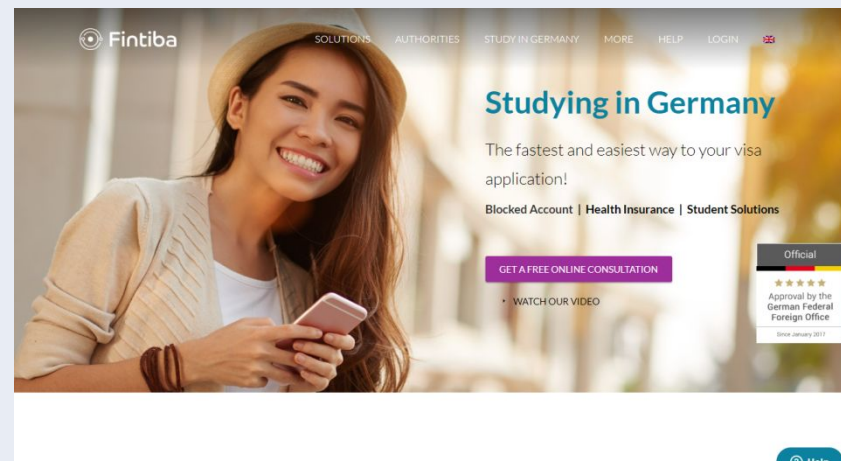 Fintiba
SOLUTIONS AUTHORITIES STUDY IN GERMANY MORE HELP LOGIN
Studying in Germany
The fastest and easiest way to your visa
application!
Blocked Account | Health Insurance | Student Solutions
GET A FREE ONLINE CONSULTATION
WATCH OUR VIDEO
Official
Approval by the
German Federal
Foreign Office
Since January 2017
Help